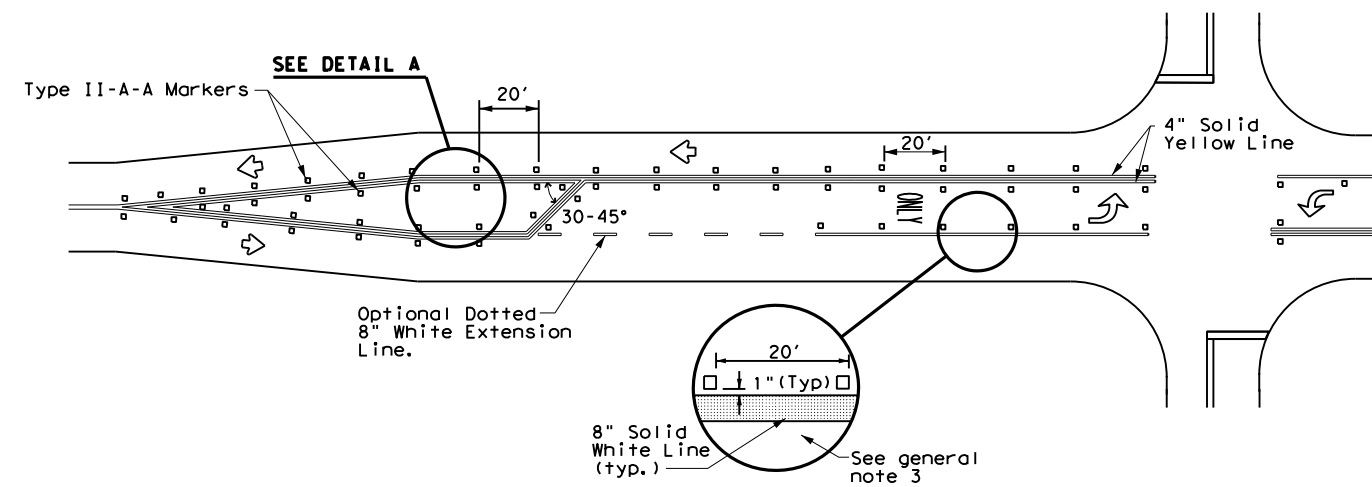 SEE DETAIL A
Type II-A-A Markers
20'
20'
4" Solid
Yellow Line
ONLY
30-45°
Optional Dotted
8" White Extension
Line.
20'
1"(Typ)
8" Solid
White Line
(typ.)
See general
note 3